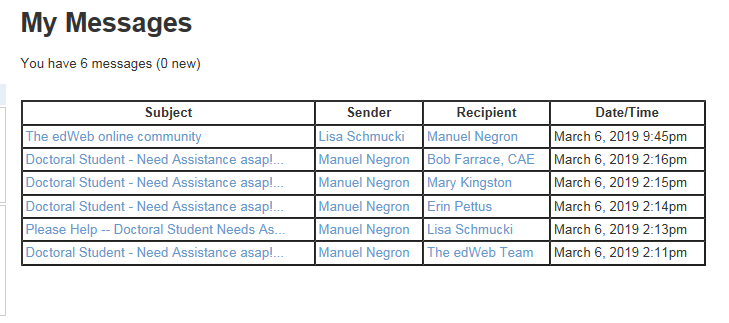 My Messages
You have 6 messages (0 new)
Subject Sender Recipient Date/Time
The edWeb online community Lisa Schmucki Manuel Negron March 6, 2019 9:45pm
Doctoral Student - Need Assistance asap!... Manuel Negron Bob Farrace, CAE March 6, 2019 2:16pm
Doctoral Student - Need Assistance asap!... Manuel Negron Mary Kingston March 6, 2019 2:15pm
Doctoral Student - Need Assistance asap!... Manuel Negron Erin Pettus March 6, 2019 2:14pm
Please Help -- Doctoral Student Needs As... Manuel Negron Lisa Schmucki March 6, 2019 2:13pm
Doctoral Student - Need Assistance asap!... Manuel Negron The edWeb Team March 6, 2019 2:11pm